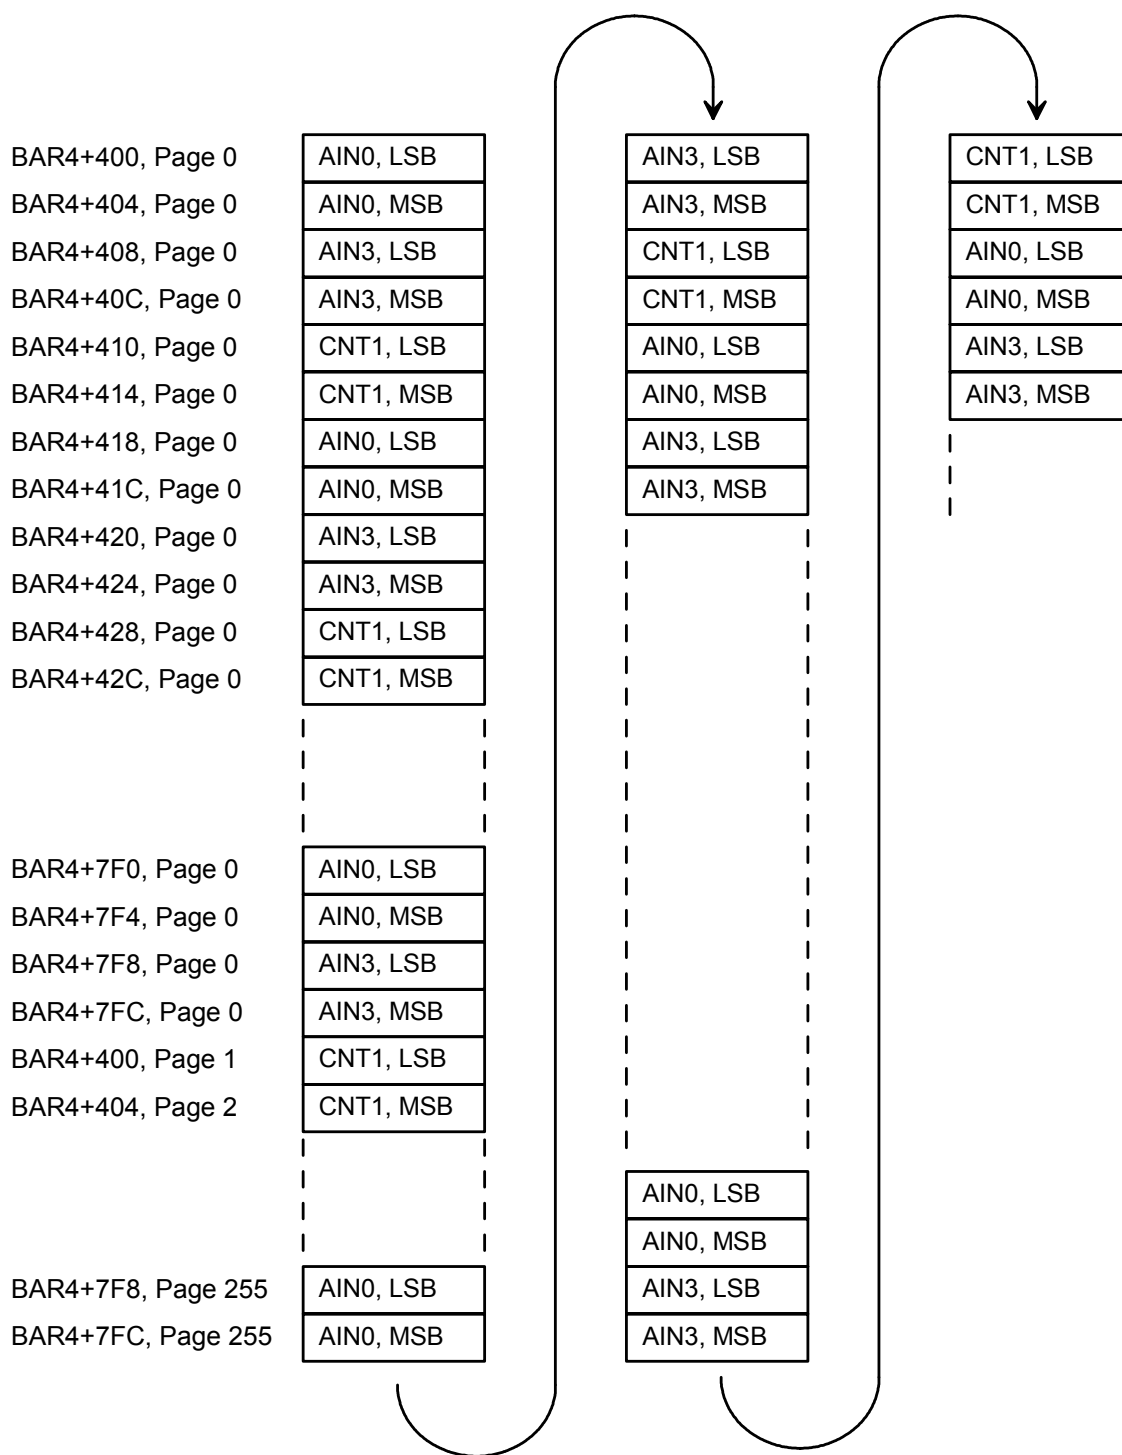 BAR4+400, Page 0 AIN0, LSB AIN3, LSB CNT1, LSB
BAR4+404, Page 0 AIN0, MSB AIN3, MSB CNT1, MSB
BAR4+408, Page 0 AIN3, LSB CNT1, LSB AIN0, LSB
BAR4+40C, Page 0 AIN3, MSB CNT1, MSB AIN0, MSB
BAR4+410, Page 0 CNT1, LSB AIN0, LSB AIN3, LSB
BAR4+414, Page 0 CNT1, MSB AIN0, MSB AIN3, MSB
BAR4+418, Page 0 AIN0, LSB AIN3, LSB
BAR4+41C, Page 0 AIN0, MSB AIN3, MSB
BAR4+420, Page 0 AIN3, LSB
BAR4+424, Page 0 AIN3, MSB
BAR4+428, Page 0 CNT1, LSB
BAR4+42C, Page 0 CNT1, MSB
BAR4+7F0, Page 0 AIN0, LSB
BAR4+7F4, Page 0 AIN0, MSB
BAR4+7F8, Page 0 AIN3, LSB
BAR4+7FC, Page 0 AIN3, MSB
BAR4+400, Page 1 CNT1, LSB
BAR4+404, Page 2 CNT1, MSB
AIN0, LSB
AIN0, MSB
BAR4+7F8, Page 255 AIN0, LSB AIN3, LSB
BAR4+7FC, Page 255 AIN0, MSB AIN3, MSB